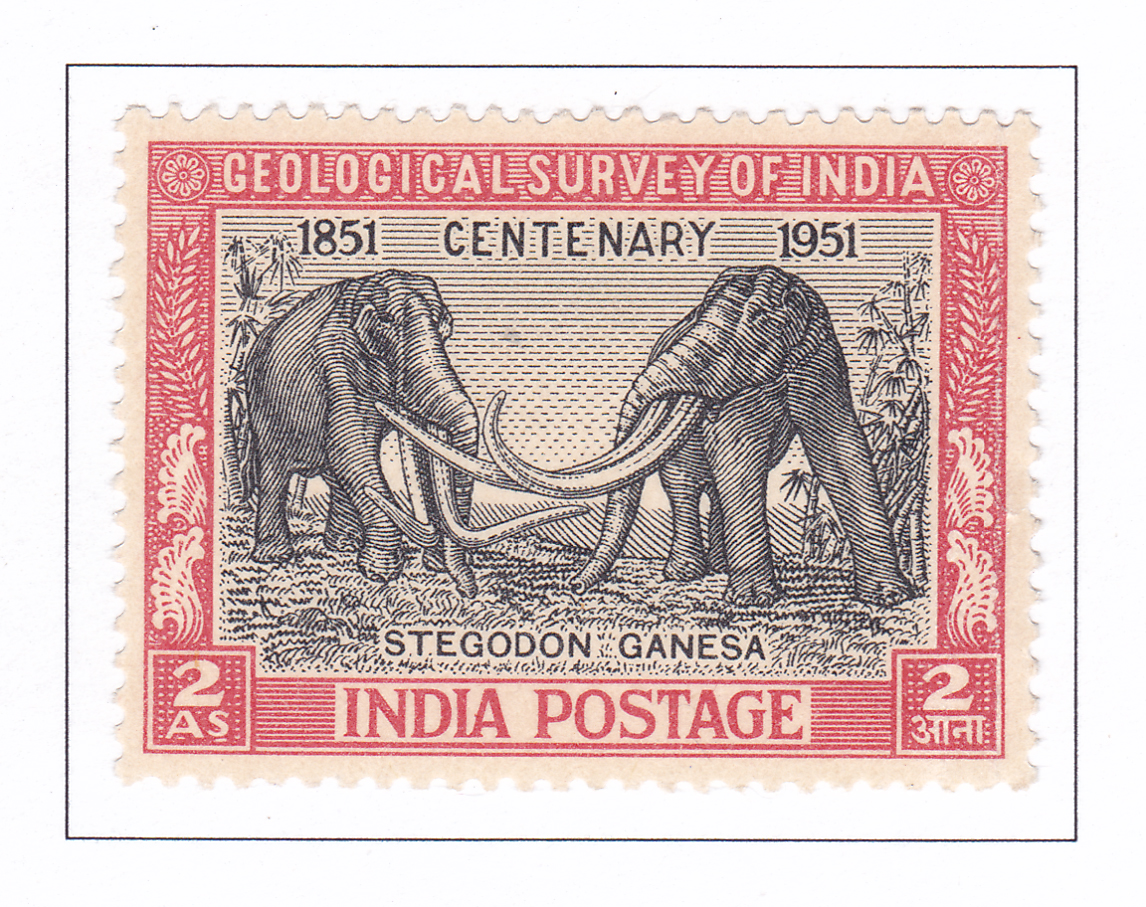 GEOLOGICAL SURVEY OF INDIA
1851 CENTENARY 1951
STEGODON GANESA
2 AS
INDIA POSTAGE
2 आना